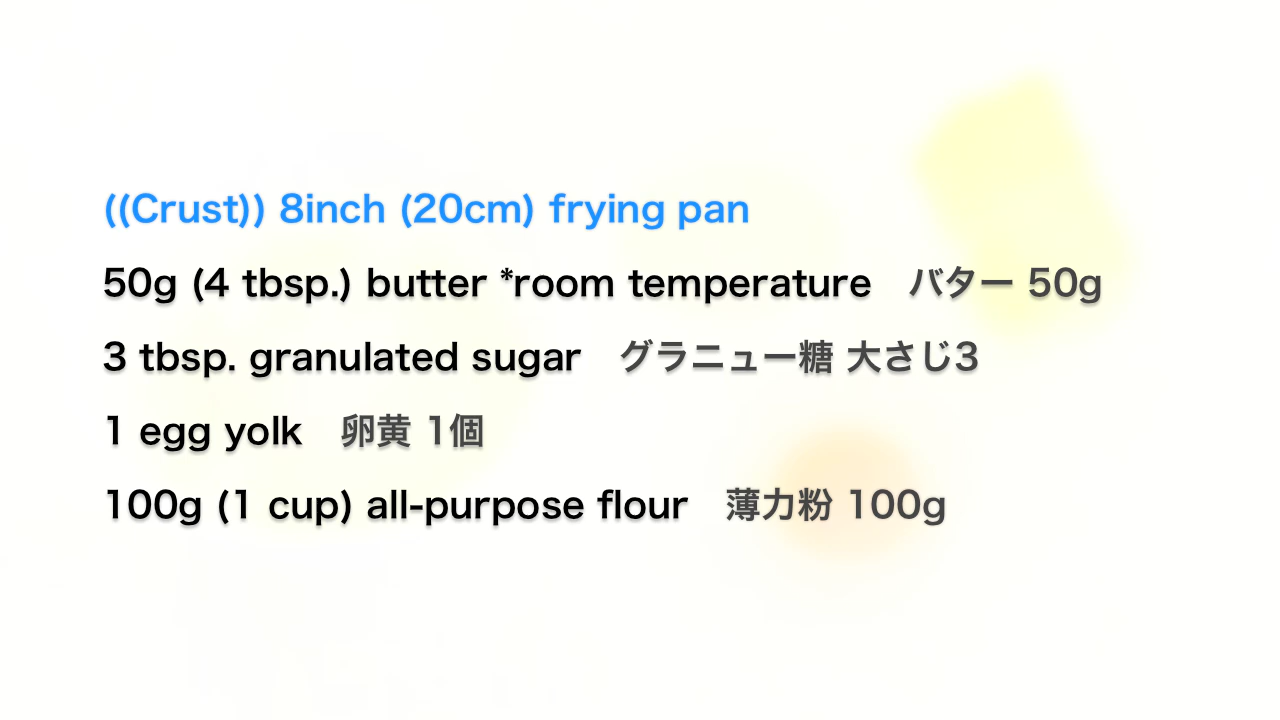 ((Crust)) 8inch (20cm) frying pan
50g (4 tbsp.) butter *room temperature　バター 50g
3 tbsp. granulated sugar　グラニュー糖 大さじ3
1 egg yolk　卵黄 1個
100g (1 cup) all-purpose flour　薄力粉 100g